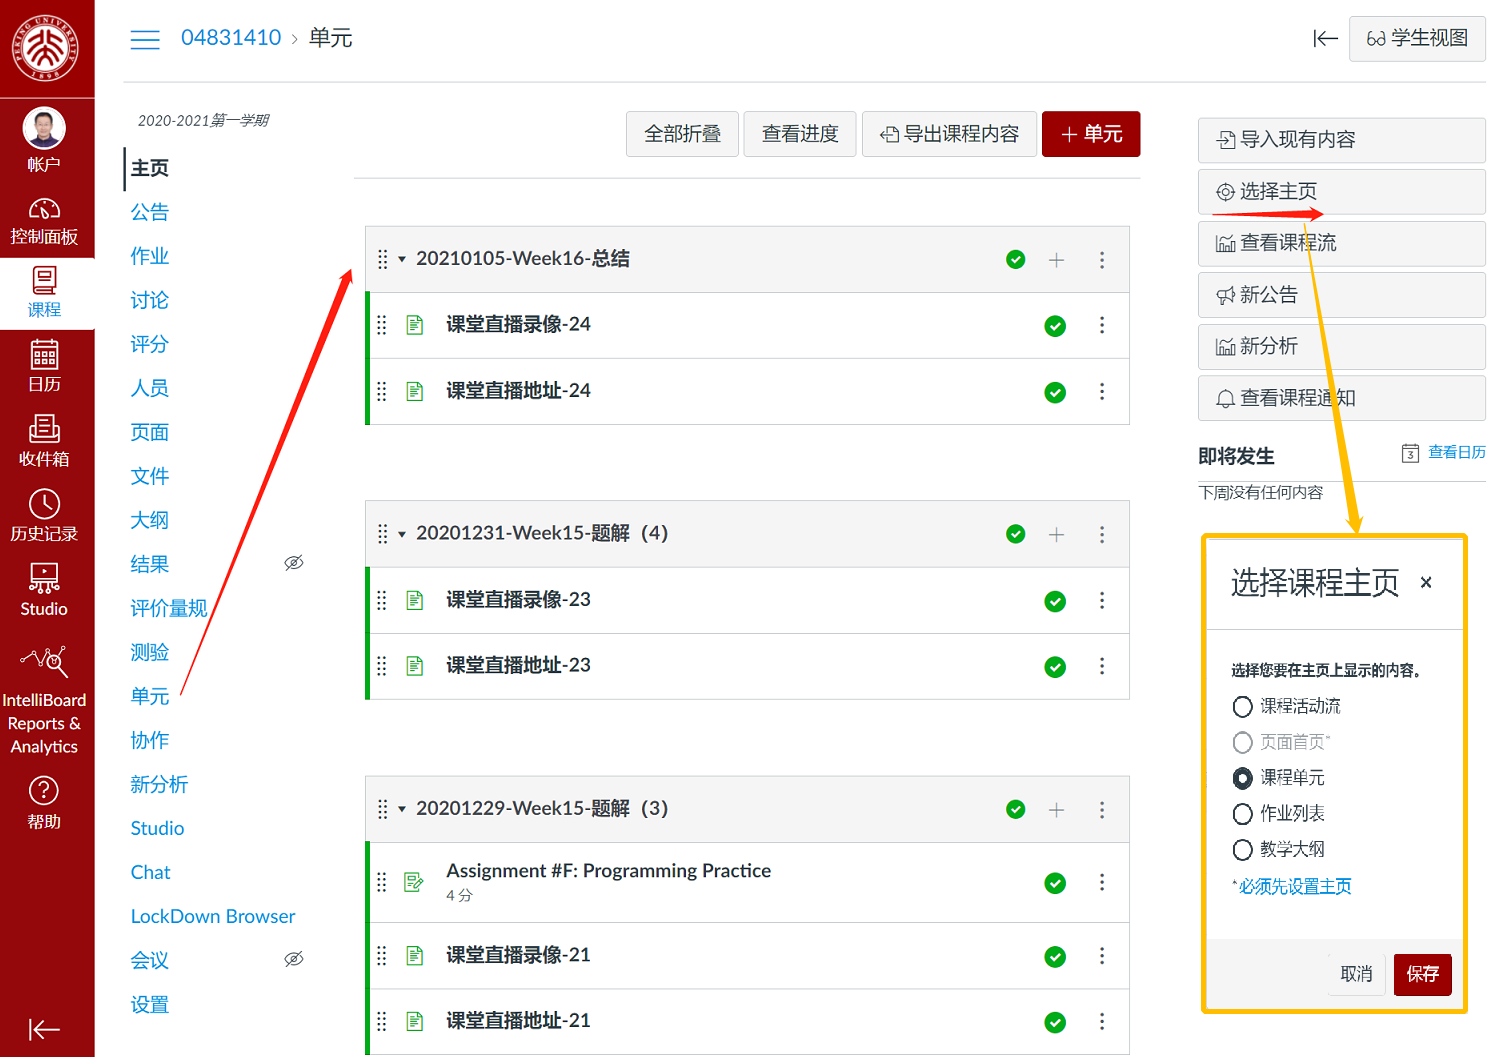 PEKING UNIVERSITY
1898
帐户
控制面板
课程
日历
收件箱
历史记录
Studio
IntelliBoard
Reports &
Analytics
帮助
04831410 › 单元
学生视图
2020-2021第一学期
主页
公告
作业
讨论
评分
人员
页面
文件
大纲
结果
评价量规
测验
单元
协作
新分析
Studio
Chat
LockDown Browser
会议
设置
全部折叠
查看进度
导出课程内容
+ 单元
20210105-Week16-总结
课堂直播录像-24
课堂直播地址-24
20201231-Week15-题解（4）
课堂直播录像-23
课堂直播地址-23
20201229-Week15-题解（3）
Assignment #F: Programming Practice
4 分
课堂直播录像-21
课堂直播地址-21
导入现有内容
选择主页
查看课程流
新公告
新分析
查看课程通知
即将发生
3 查看日历
下周没有任何内容
选择课程主页 ×
选择您要在主页上显示的内容。
课程活动流
页面首页*
课程单元
作业列表
教学大纲
*必须先设置主页
取消
保存